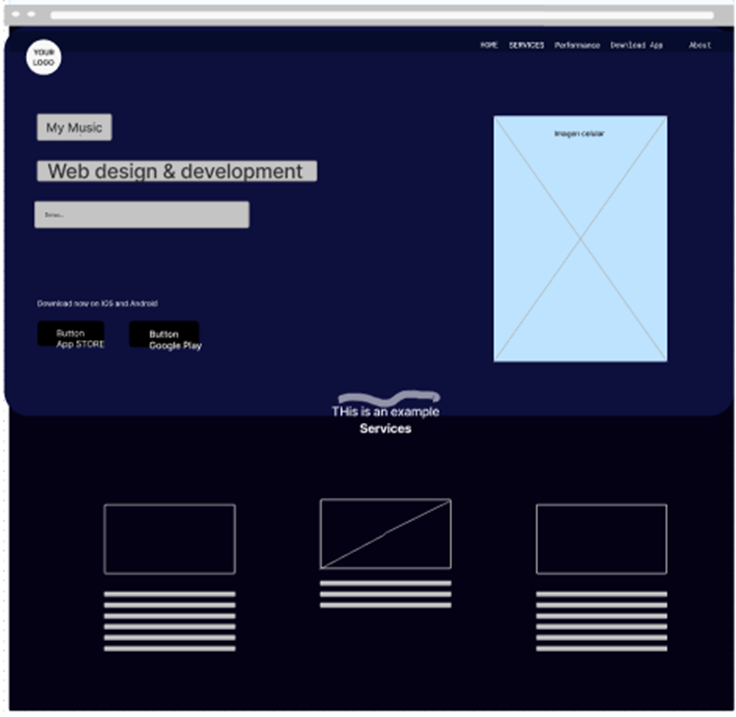 YOUR
LOGO
HOME SERVICES Performance Download App About
My Music
Web design & development
Imagen celular
Download now on IOS and Android
Button
App STORE
Button
Google Play
THis is an example
Services